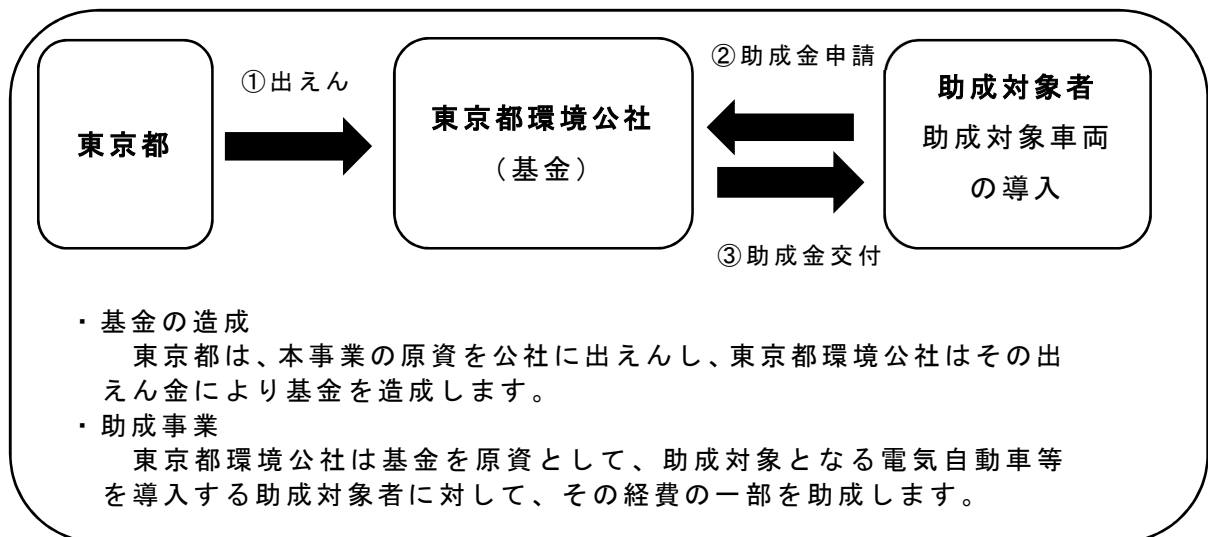 東京都
①出えん
東京都環境公社
（基金）
②助成金申請
③助成金交付
助成対象者
助成対象車両
の導入
・基金の造成
東京都は、本事業の原資を公社に出えんし、東京都環境公社はその出
えん金により基金を造成します。
・助成事業
東京都環境公社は基金を原資として、助成対象となる電気自動車等
を導入する助成対象者に対して、その経費の一部を助成します。